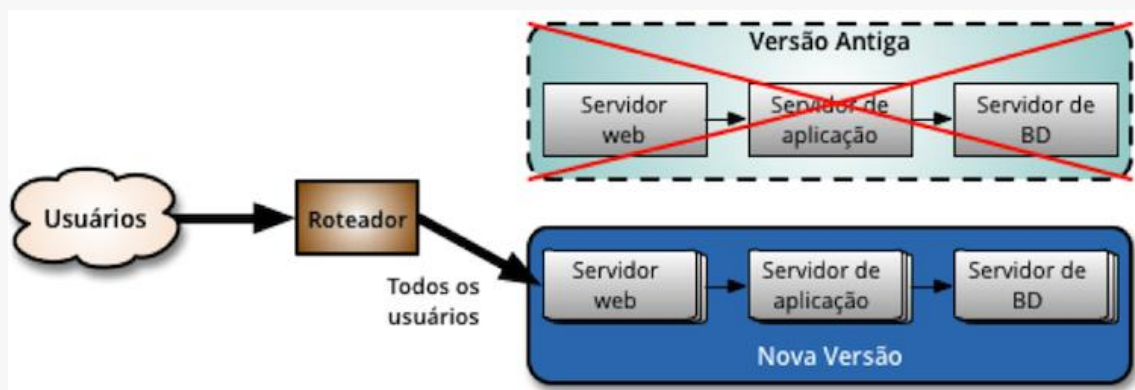 Versão Antiga
Servidor
web
Servidor de
aplicação
Servidor de
BD
Usuários
Roteador
Todos os
usuários
Servidor
web
Servidor de
aplicação
Servidor de
BD
Nova Versão